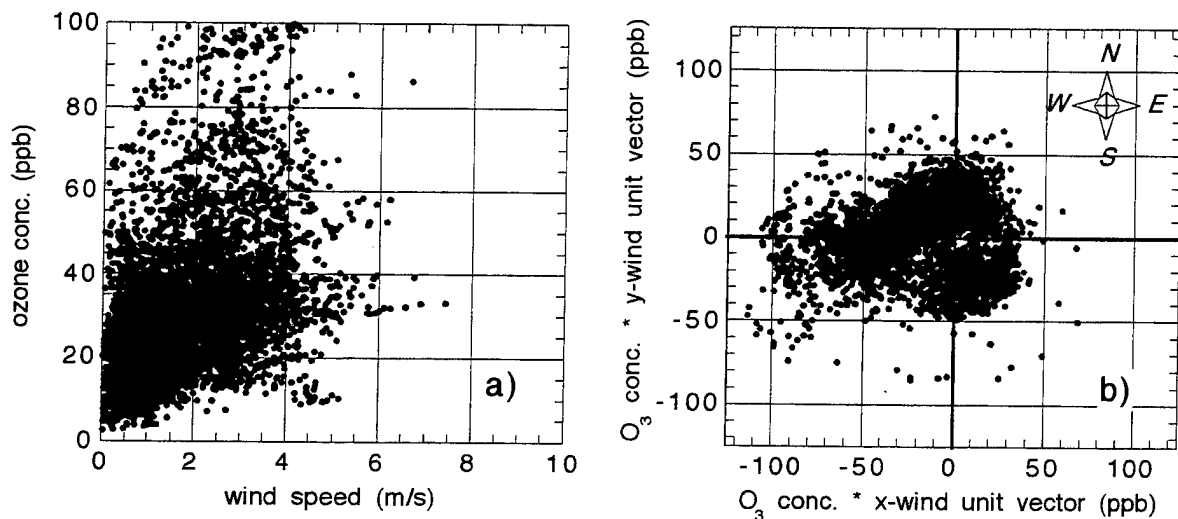 ozone conc. (ppb)
100
80
60
40
20
0
0 2 4 6 8 10
wind speed (m/s)
a)
O3 conc. * y-wind unit vector (ppb)
100
50
0
-50
-100
-100 -50 0 50 100
O3 conc. * x-wind unit vector (ppb)
N
W E
S
b)